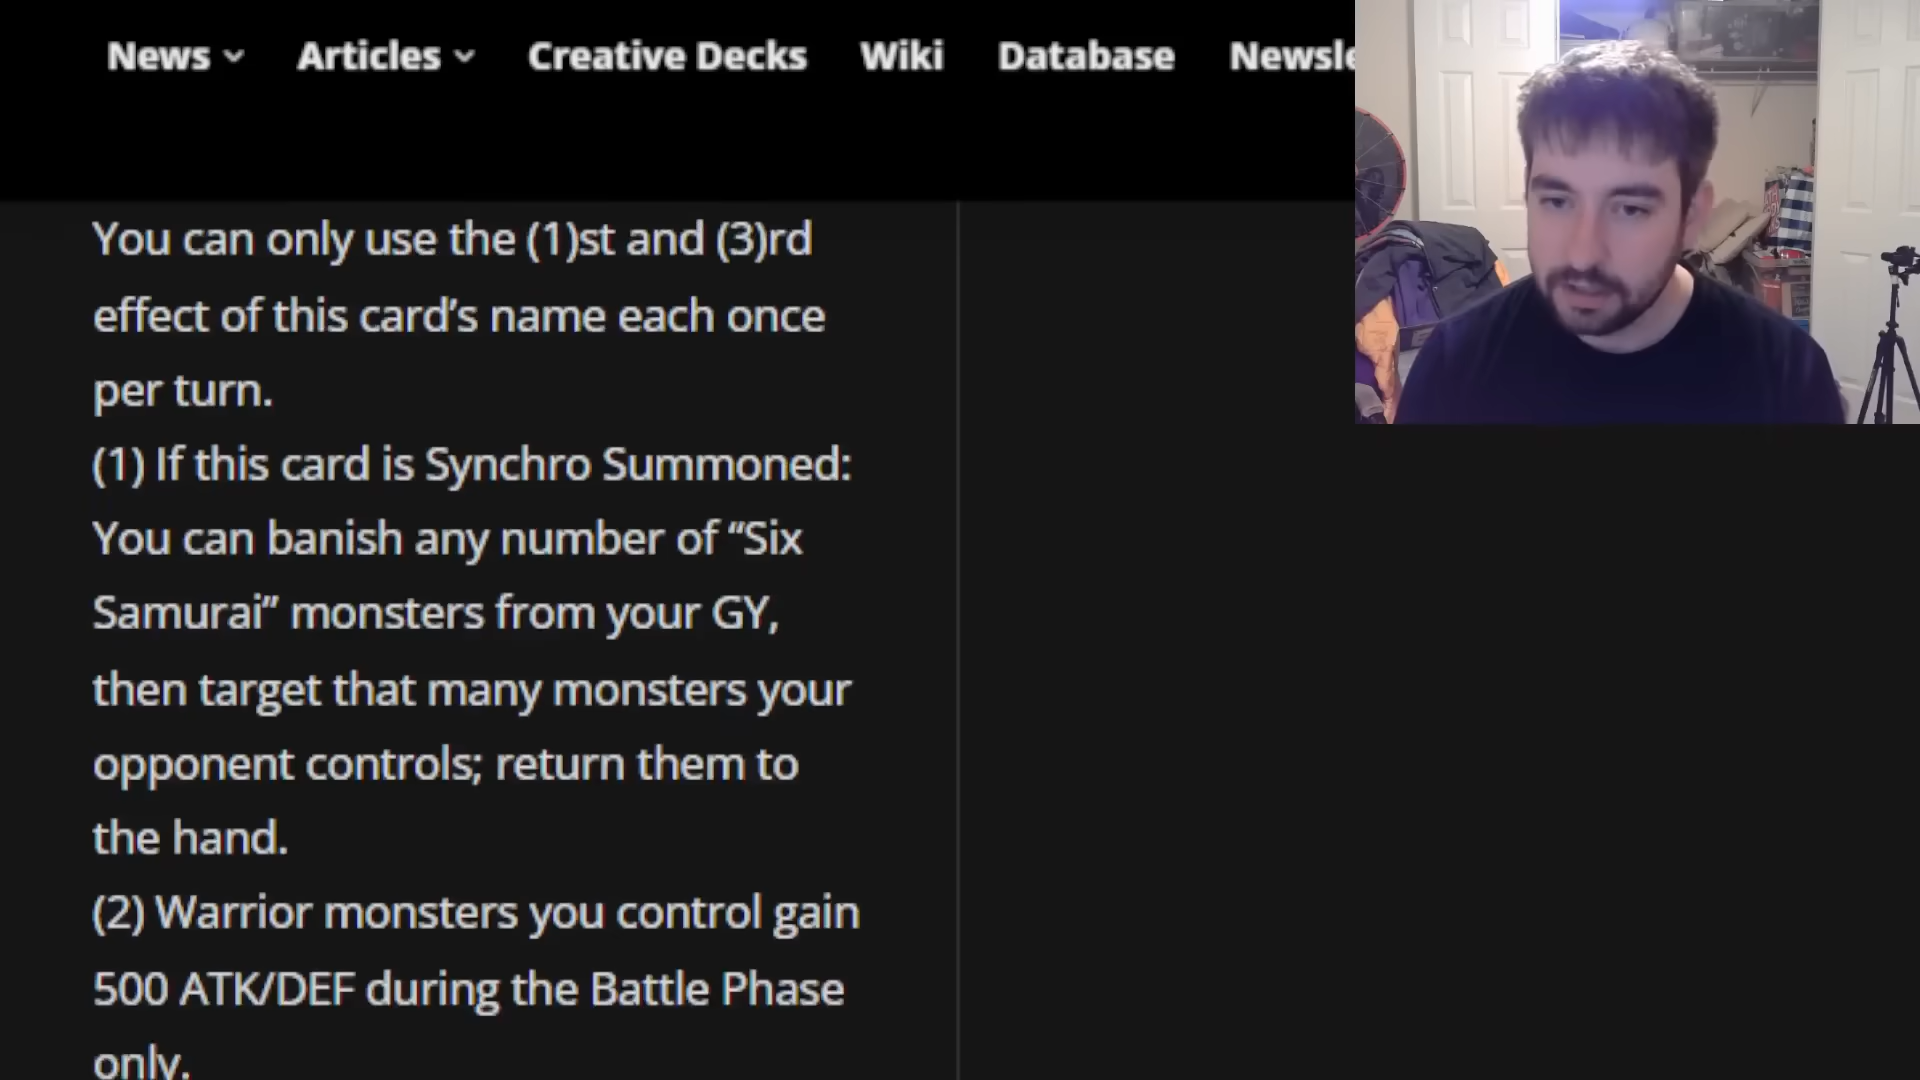 News Articles Creative Decks Wiki Database Newsle
You can only use the (1)st and (3)rd
effect of this card’s name each once
per turn.
(1) If this card is Synchro Summoned:
You can banish any number of “Six
Samurai” monsters from your GY,
then target that many monsters your
opponent controls; return them to
the hand.
(2) Warrior monsters you control gain
500 ATK/DEF during the Battle Phase
only.